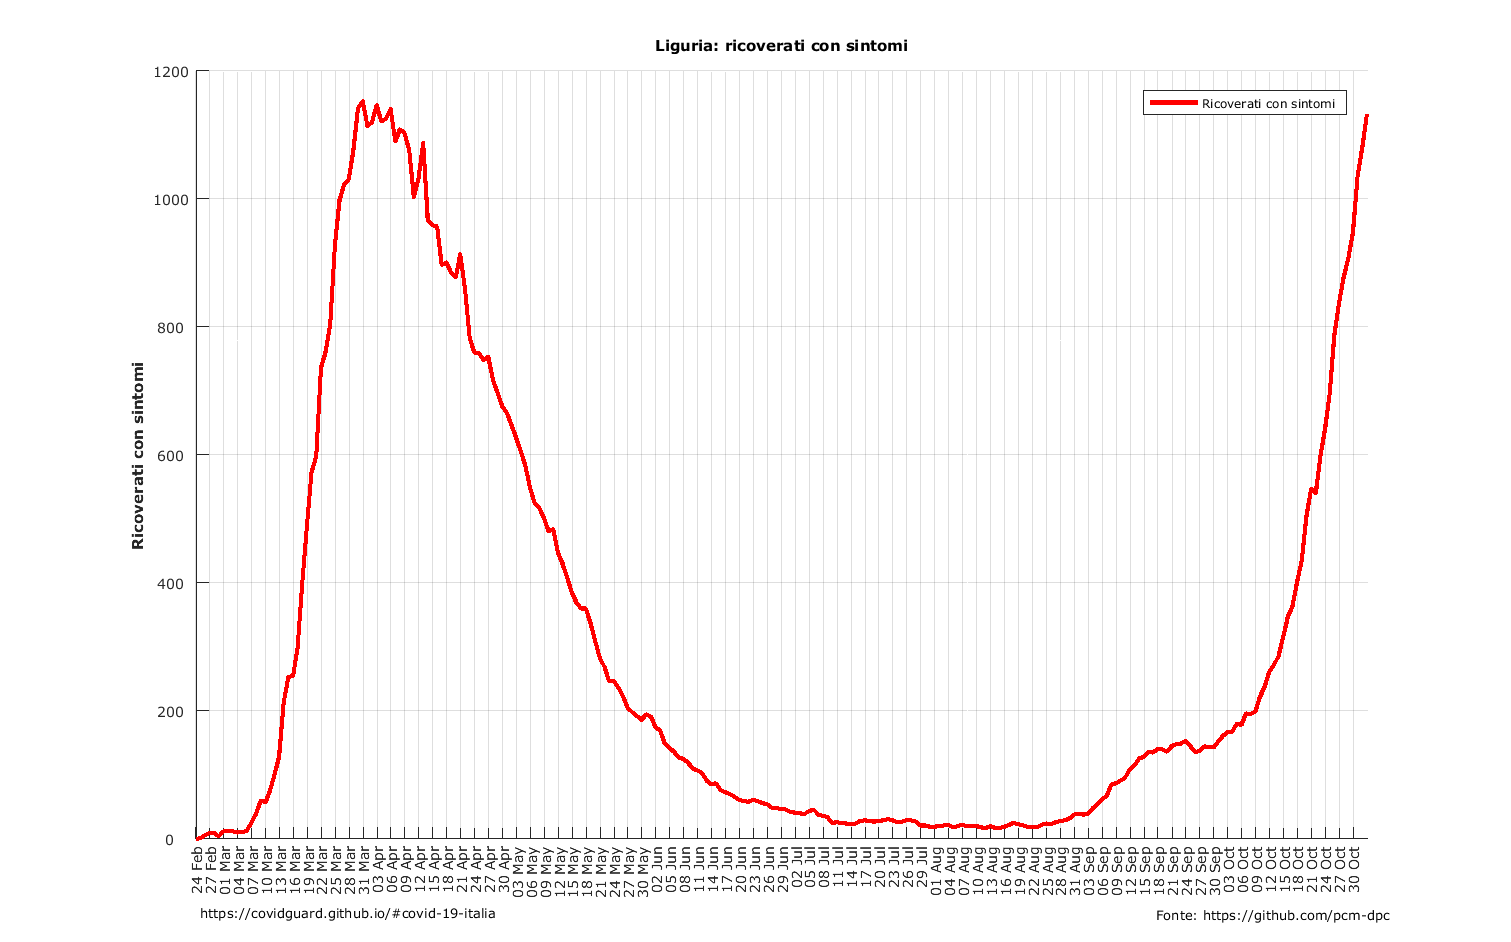 Liguria: ricoverati con sintomi
Ricoverati con sintomi
Ricoverati con sintomi
1200
1000
800
600
400
200
0
24 Feb
27 Feb
01 Mar
04 Mar
07 Mar
10 Mar
13 Mar
16 Mar
19 Mar
22 Mar
25 Mar
28 Mar
31 Mar
03 Apr
06 Apr
09 Apr
12 Apr
15 Apr
18 Apr
21 Apr
24 Apr
27 Apr
30 Apr
03 May
06 May
09 May
12 May
15 May
18 May
21 May
24 May
27 May
30 May
02 Jun
05 Jun
08 Jun
11 Jun
14 Jun
17 Jun
20 Jun
23 Jun
26 Jun
29 Jun
02 Jul
05 Jul
08 Jul
11 Jul
14 Jul
17 Jul
20 Jul
23 Jul
26 Jul
29 Jul
01 Aug
04 Aug
07 Aug
10 Aug
13 Aug
16 Aug
19 Aug
22 Aug
25 Aug
28 Aug
31 Aug
03 Sep
06 Sep
09 Sep
12 Sep
15 Sep
18 Sep
21 Sep
24 Sep
27 Sep
30 Sep
03 Oct
06 Oct
09 Oct
12 Oct
15 Oct
18 Oct
21 Oct
24 Oct
27 Oct
30 Oct
https://covidguard.github.io/#covid-19-italia
Fonte: https://github.com/pcm-dpc